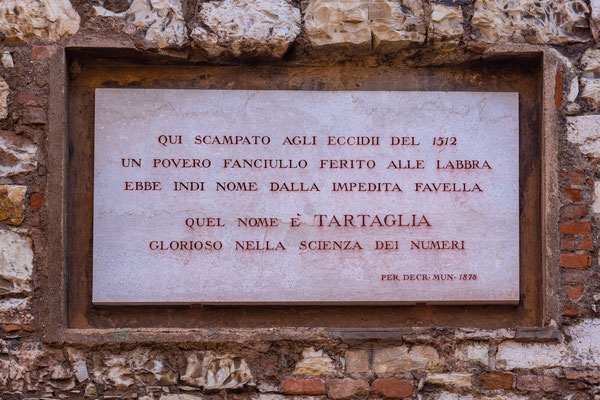 QUI SCAMPATO AGLI ECCIDII DEL 1512
UN POVERO FANCIULLO FERITO ALLE LABBRA
EBBE INDI NOME DALLA IMPEDITA FAVELLA
QUEL NOME È TARTAGLIA
GLORIOSO NELLA SCIENZA DEI NUMERI
PER. DECR. MUN. 1878